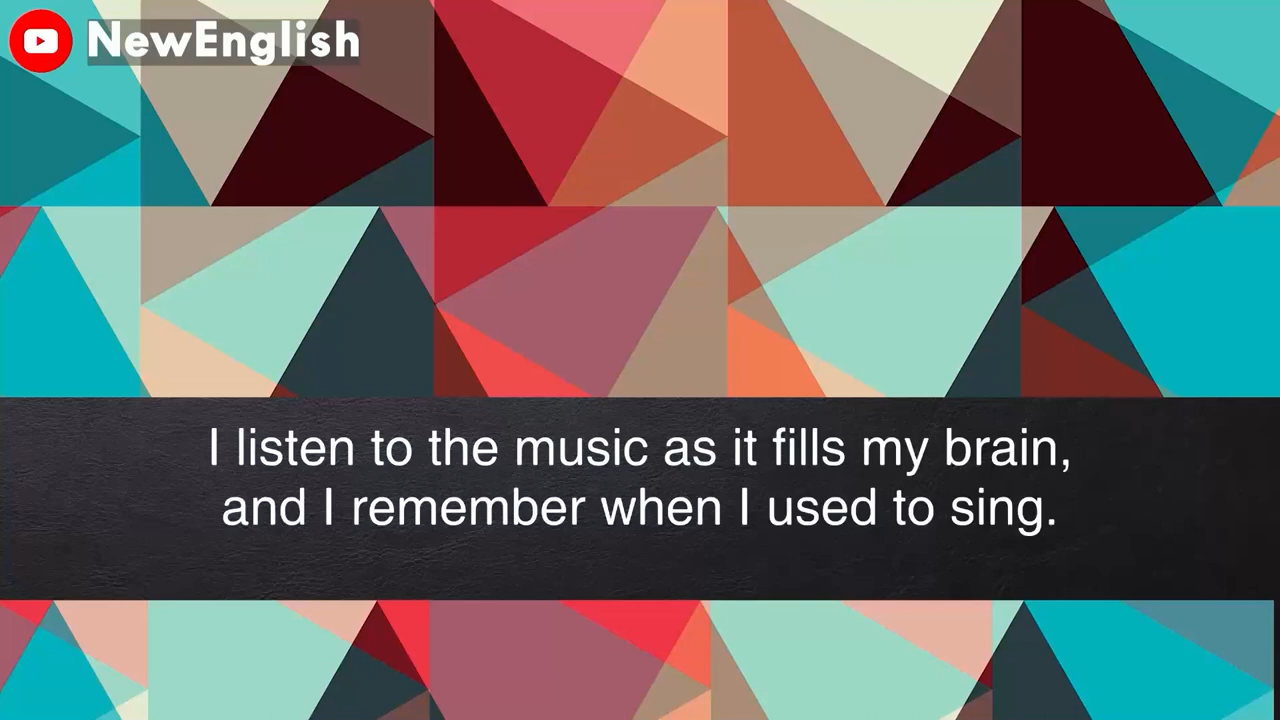 NewEnglish
I listen to the music as it fills my brain,
and I remember when I used to sing.